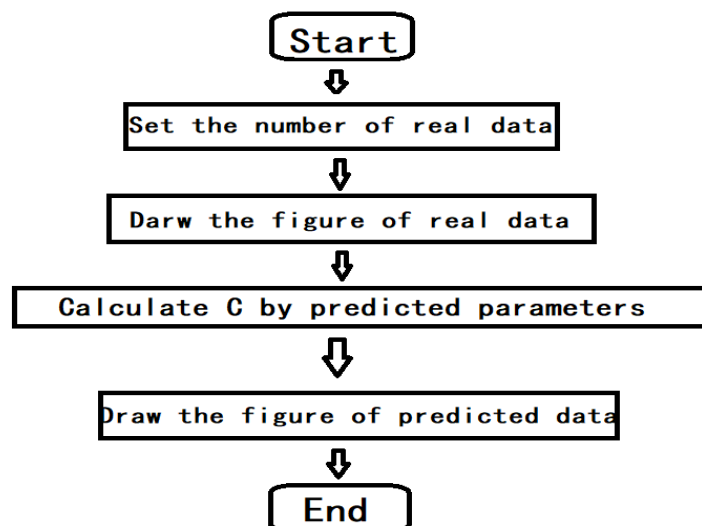 Start
Set the number of real data
Darw the figure of real data
Calculate C by predicted parameters
Draw the figure of predicted data
End